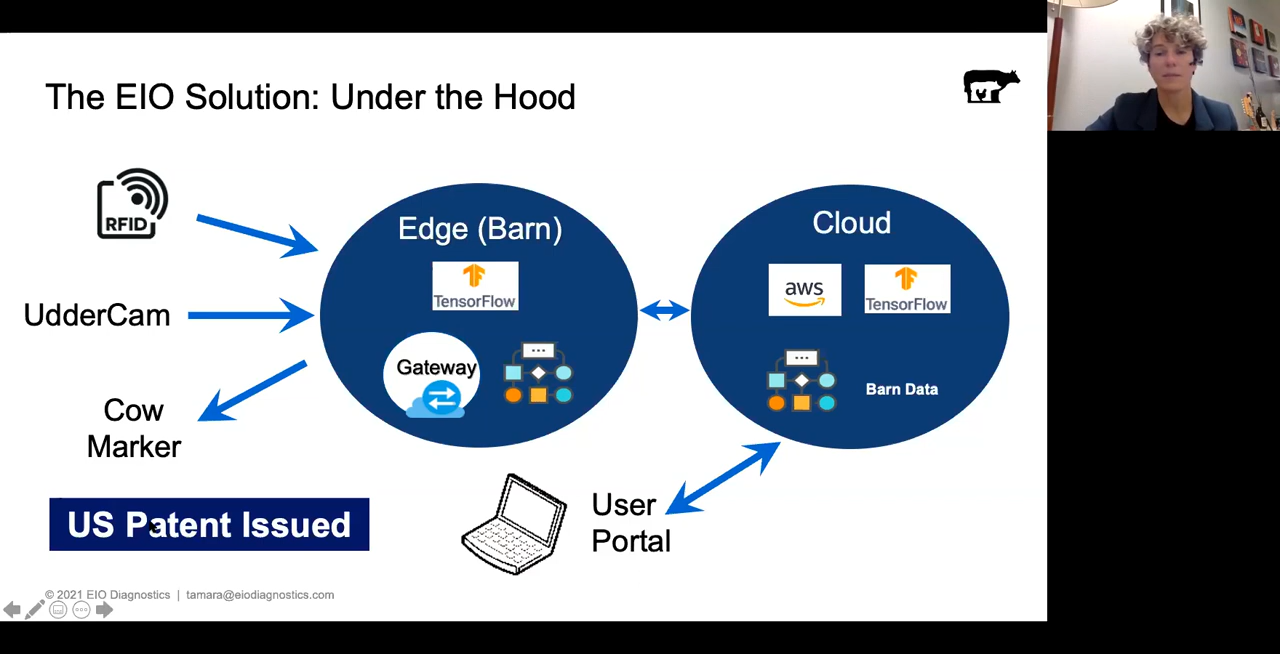 The EIO Solution: Under the Hood
RFID
UdderCam
Cow
Marker
US Patent Issued
Edge (Barn)
TensorFlow
Gateway
Cloud
aws
TensorFlow
Barn Data
User
Portal
© 2021 EIO Diagnostics | tamara@eiodiagnostics.com